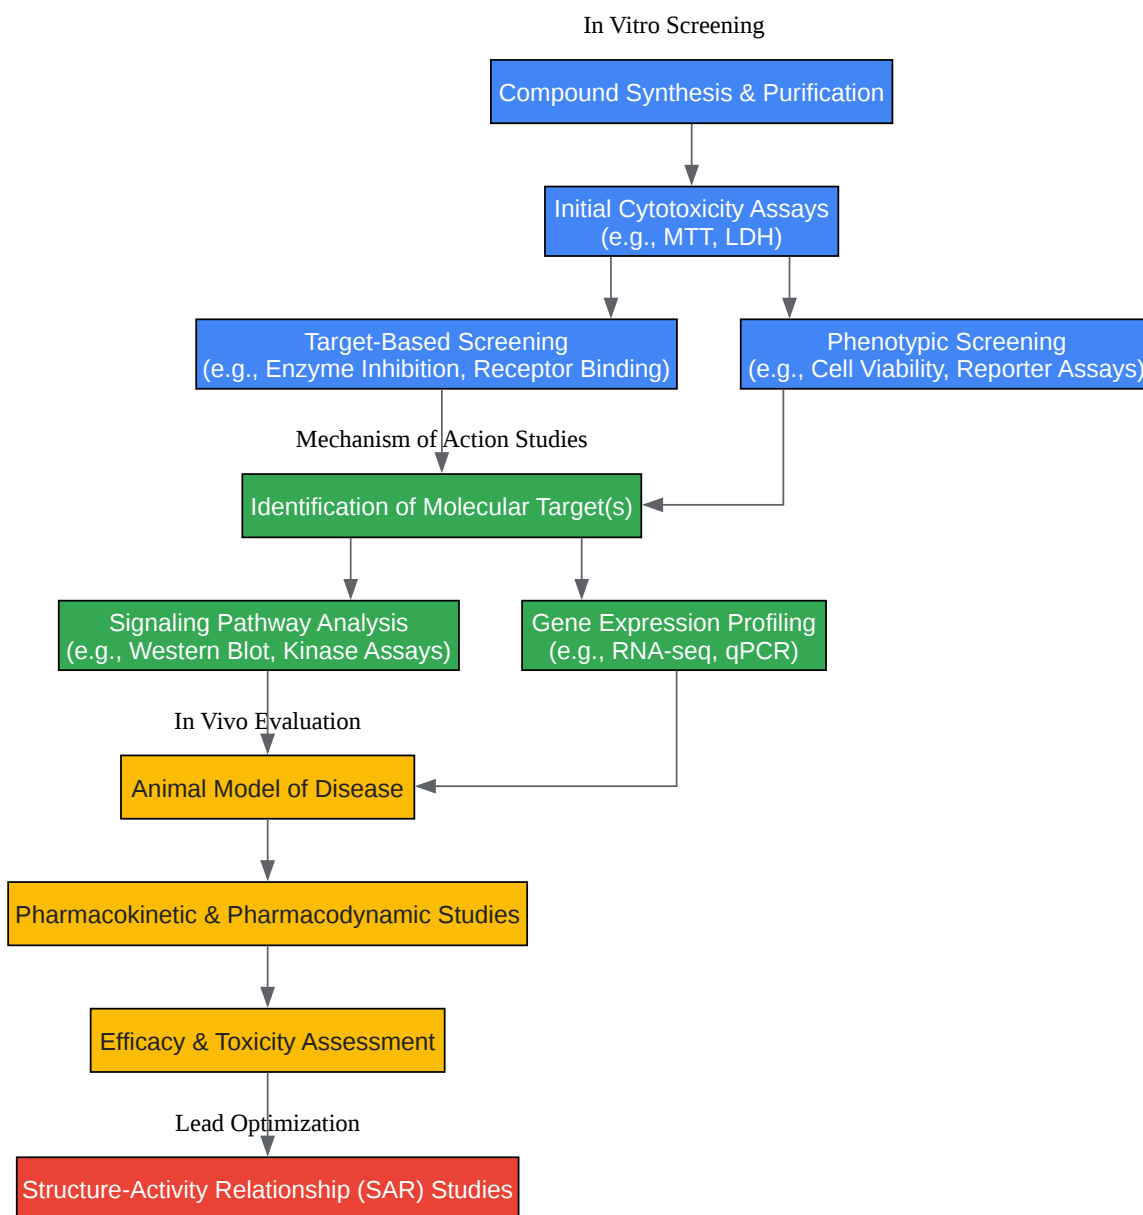 In Vitro Screening
Compound Synthesis & Purification
Initial Cytotoxicity Assays
(e.g., MTT, LDH)
Target-Based Screening
(e.g., Enzyme Inhibition, Receptor Binding)
Phenotypic Screening
(e.g., Cell Viability, Reporter Assays)
Mechanism of Action Studies
Identification of Molecular Target(s)
Signaling Pathway Analysis
(e.g., Western Blot, Kinase Assays)
Gene Expression Profiling
(e.g., RNA-seq, qPCR)
In Vivo Evaluation
Animal Model of Disease
Pharmacokinetic & Pharmacodynamic Studies
Efficacy & Toxicity Assessment
Lead Optimization
Structure-Activity Relationship (SAR) Studies